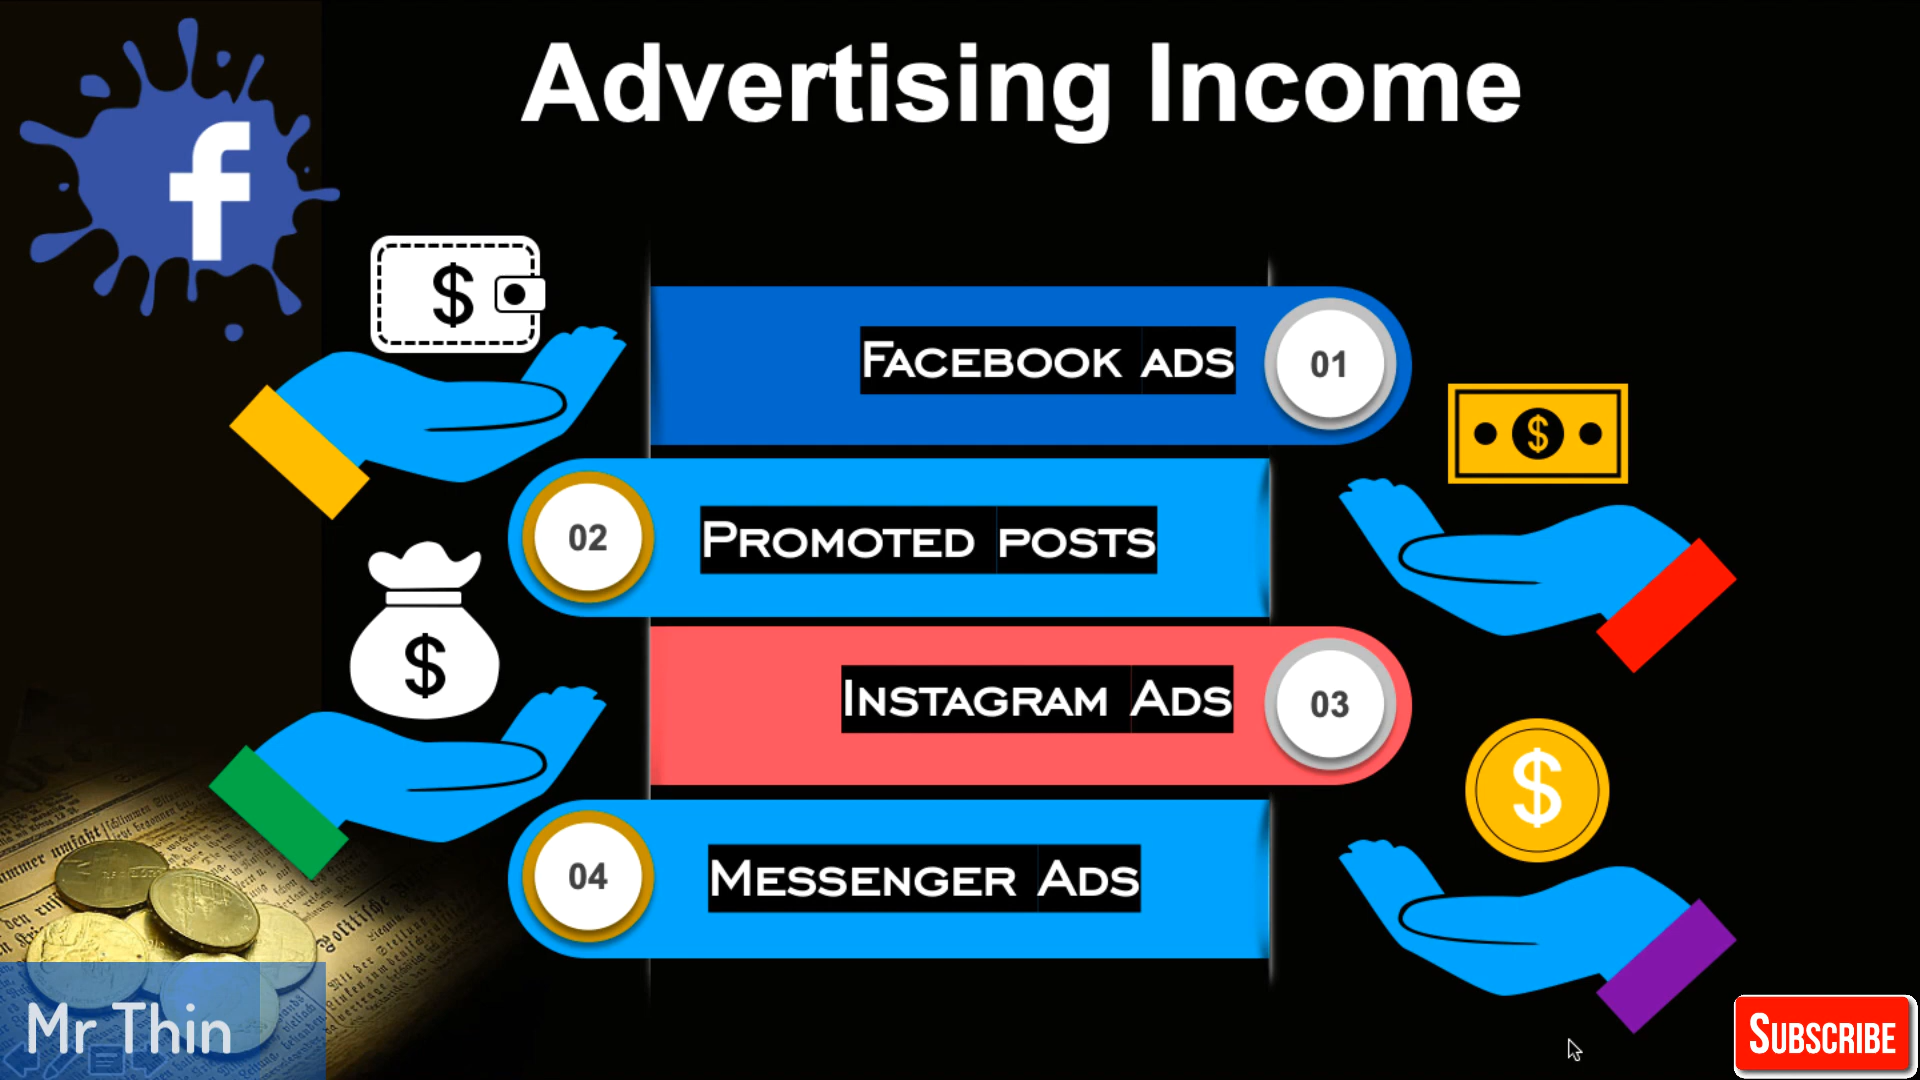 Advertising Income
f
$
FACEBOOK ADS
01
$
02
PROMOTED POSTS
$
INSTAGRAM ADS
03
$
04
MESSENGER ADS
Mr Thin
SUBSCRIBE